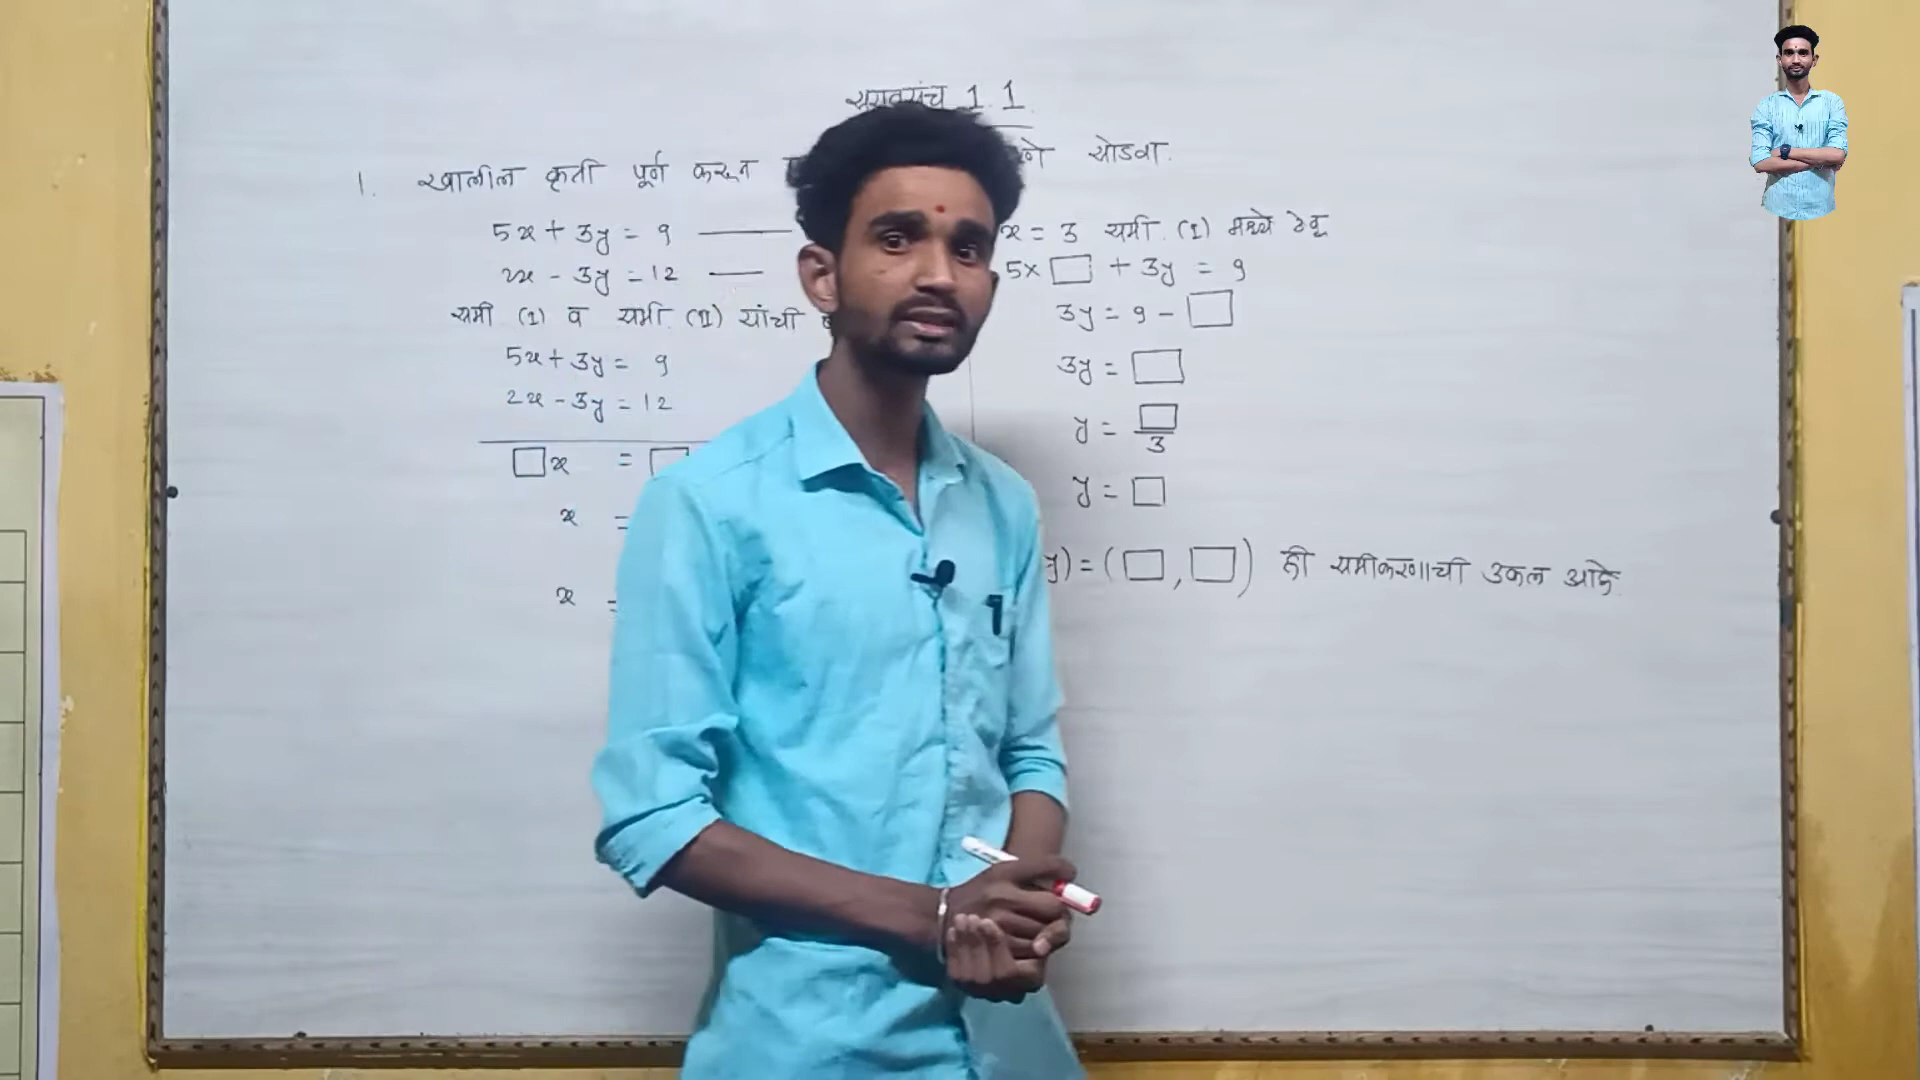 सरावसंच 1.1
1. खालील कृती पूर्ण करून सोडवा.
5x + 3y = 9
2x - 3y = 12
समी (I) व समी. (II) यांची
5x + 3y = 9
2x - 3y = 12
□x = □
x =
x =
x = 3 समी. (I) मध्ये ठेवू
5x □ + 3y = 9
3y = 9 - □
3y = □
y = □/3
y = □
y) = (□, □) ही समीकरणाची उकल आहे.